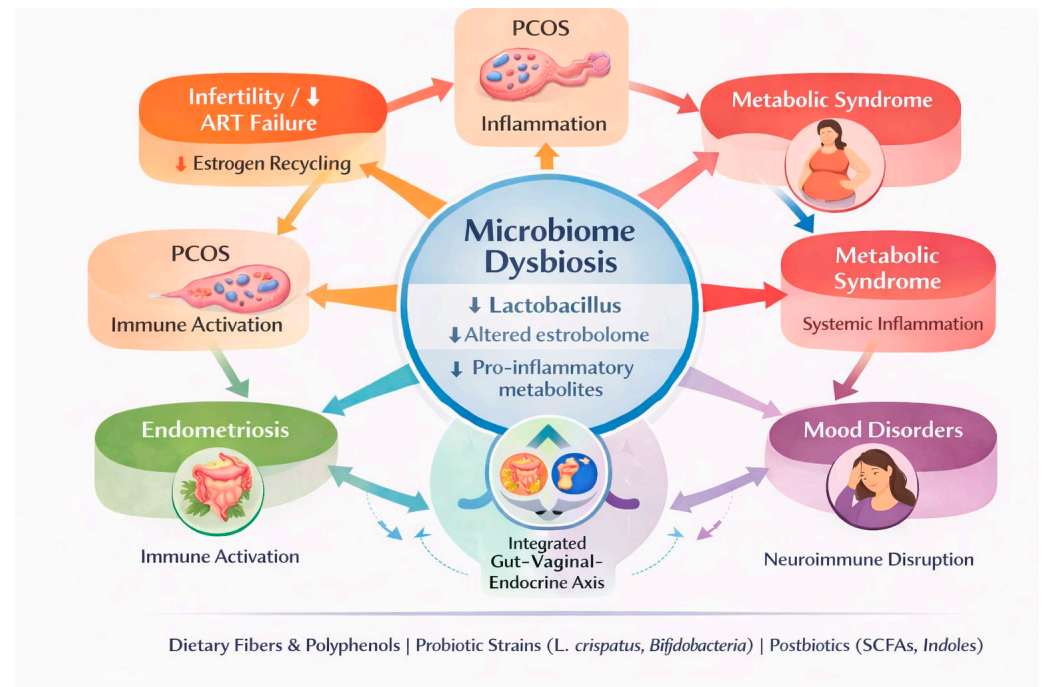 PCOS
Inflammation
Infertility / ↓
ART Failure
↓ Estrogen Recycling
Metabolic Syndrome
Microbiome
Dysbiosis
↓ Lactobacillus
↓ Altered estrobolome
↓ Pro-inflammatory
metabolites
PCOS
Immune Activation
Metabolic
Syndrome
Systemic Inflammation
Endometriosis
Immune Activation
Mood Disorders
Neuroimmune Disruption
Integrated
Gut–Vaginal–
Endocrine Axis
Dietary Fibers & Polyphenols | Probiotic Strains (L. crispatus, Bifjdobacteria) | Postbiotics (SCFAs, Indoles)